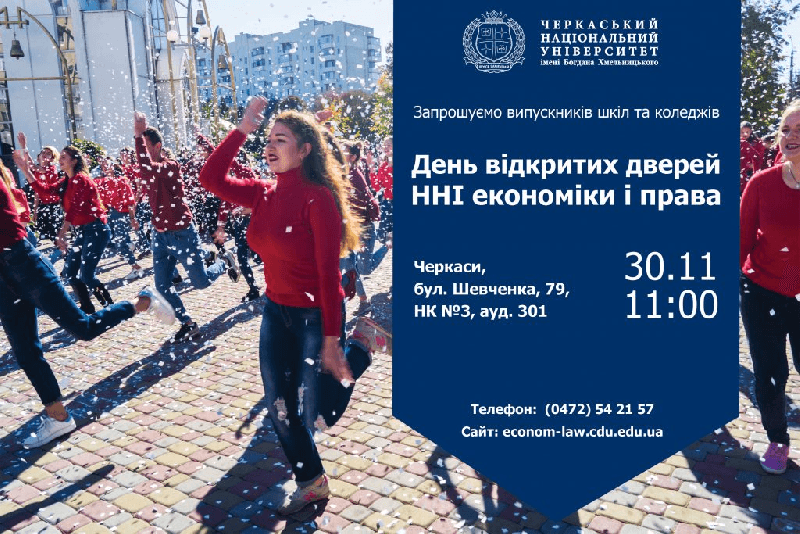 ЧЕРКАСЬКИЙ
НАЦІОНАЛЬНИЙ
УНІВЕРСИТЕТ
імені Богдана Хмельницького
Запрошуємо випускників шкіл та коледжів
День відкритих дверей
ННІ економіки і права
Черкаси,
бул. Шевченка, 79,
НК №3, ауд. 301
30.11
11:00
Телефон: (0472) 54 21 57
Сайт: econom-law.cdu.edu.ua